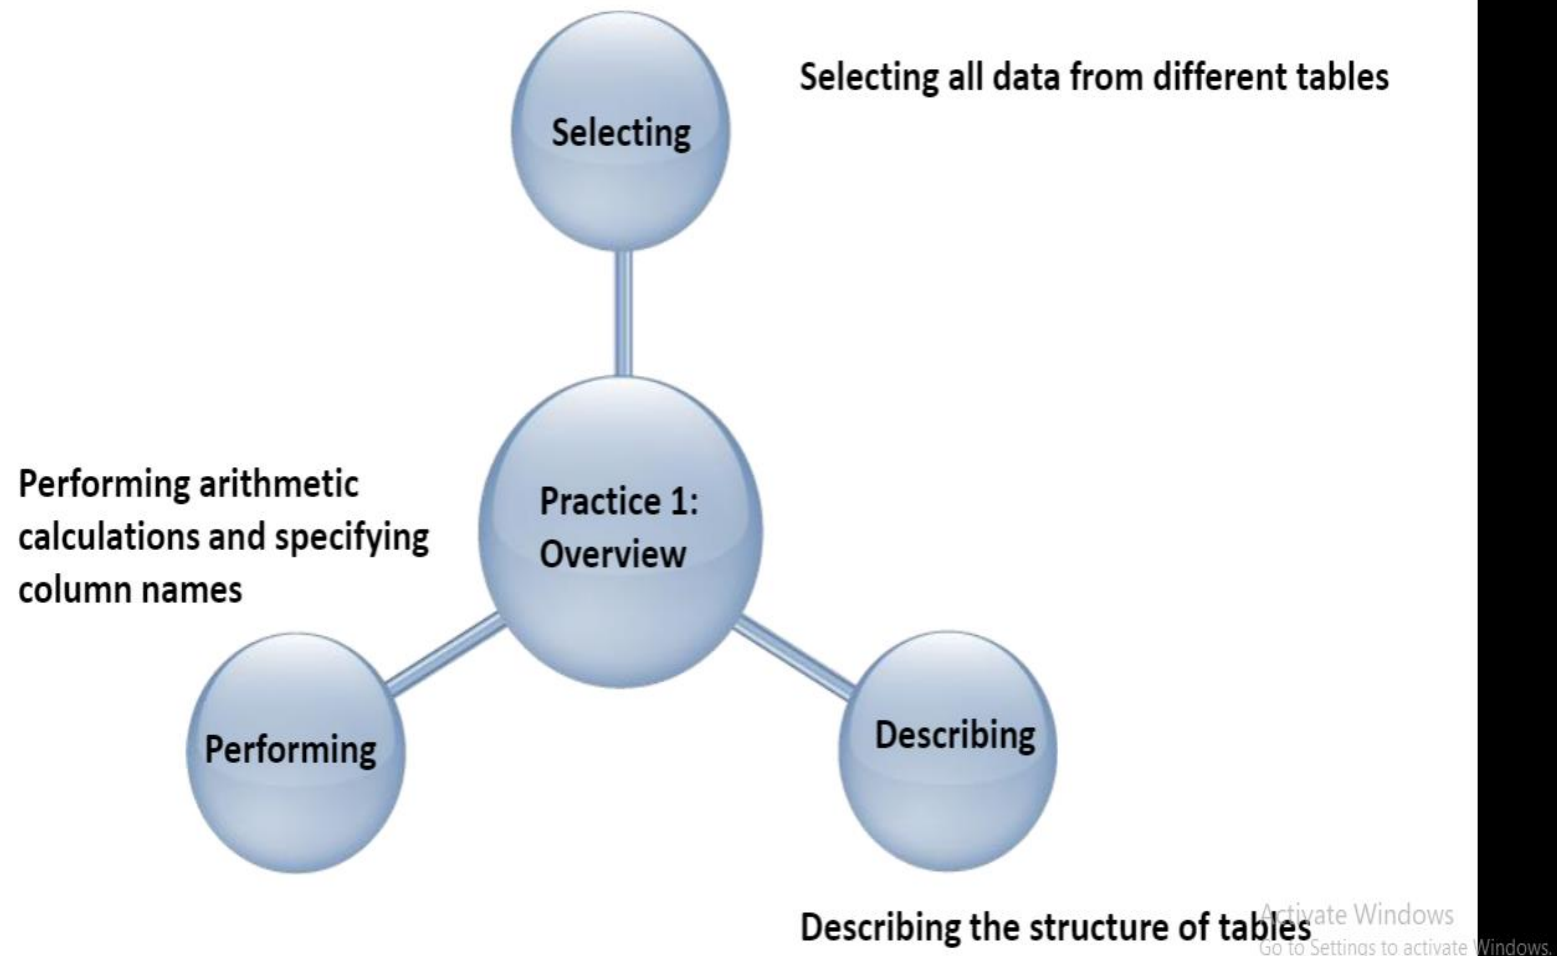 Selecting all data from different tables
Selecting
Performing arithmetic
calculations and specifying
column names
Practice 1:
Overview
Performing
Describing
Describing the structure of tables
Activate Windows
Go to Settings to activate Windows.